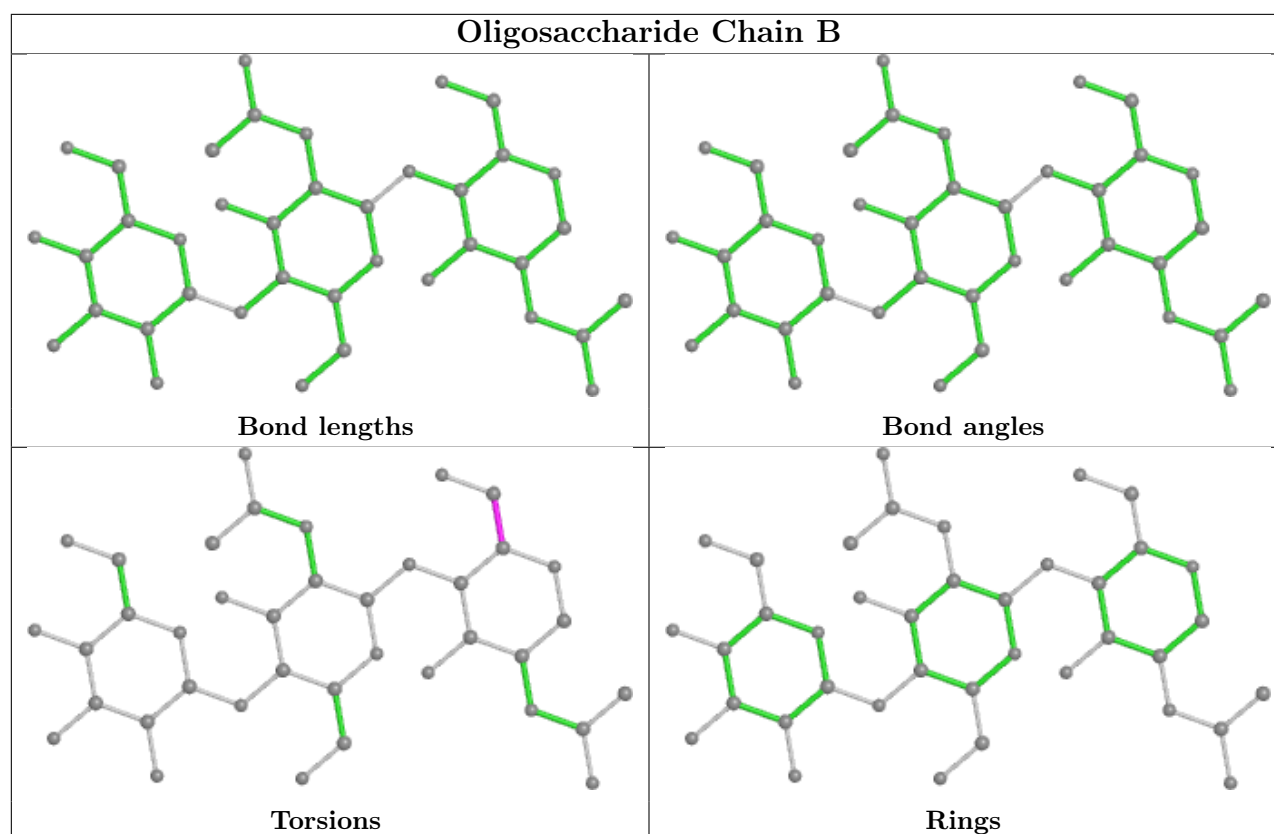 Oligosaccharide Chain B
Bond lengths
Bond angles
Torsions
Rings